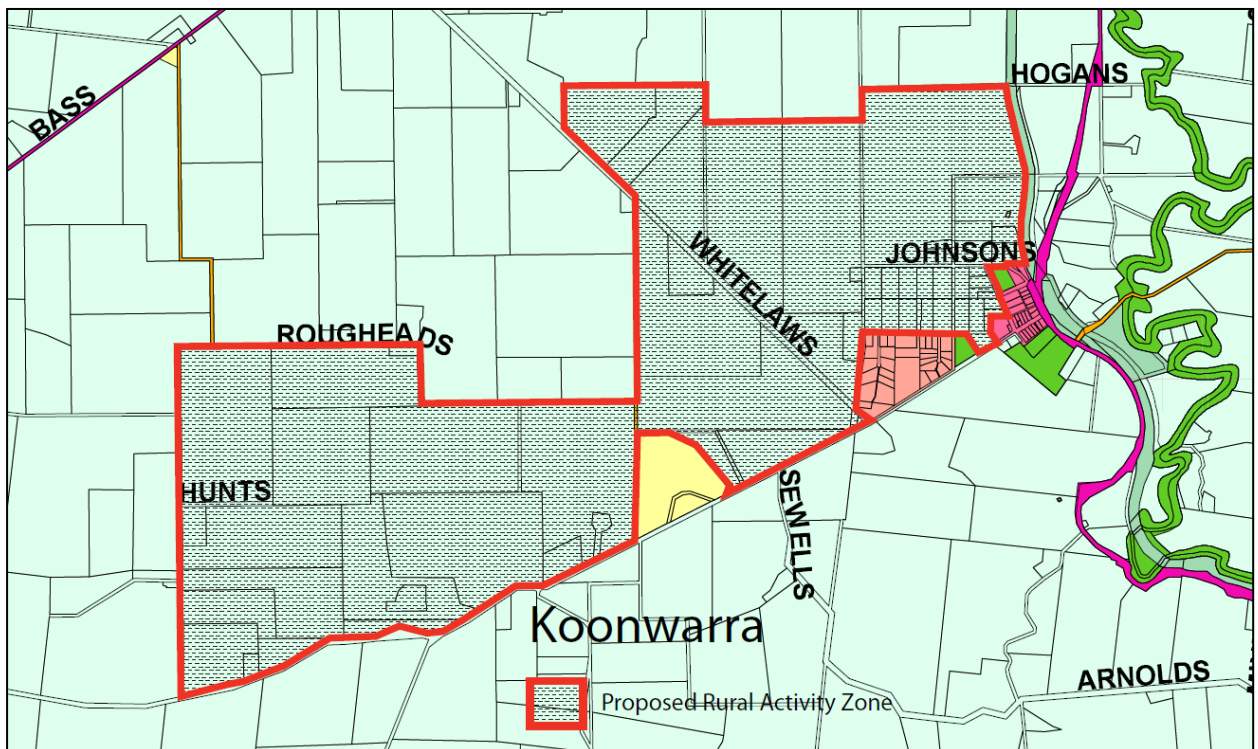 HOGANS
BASS
JOHNSONS
WHITELAWS
ROUGHEADS
HUNTS
SEWELLS
Koonwarra
ARNOLDS
Proposed Rural Activity Zone